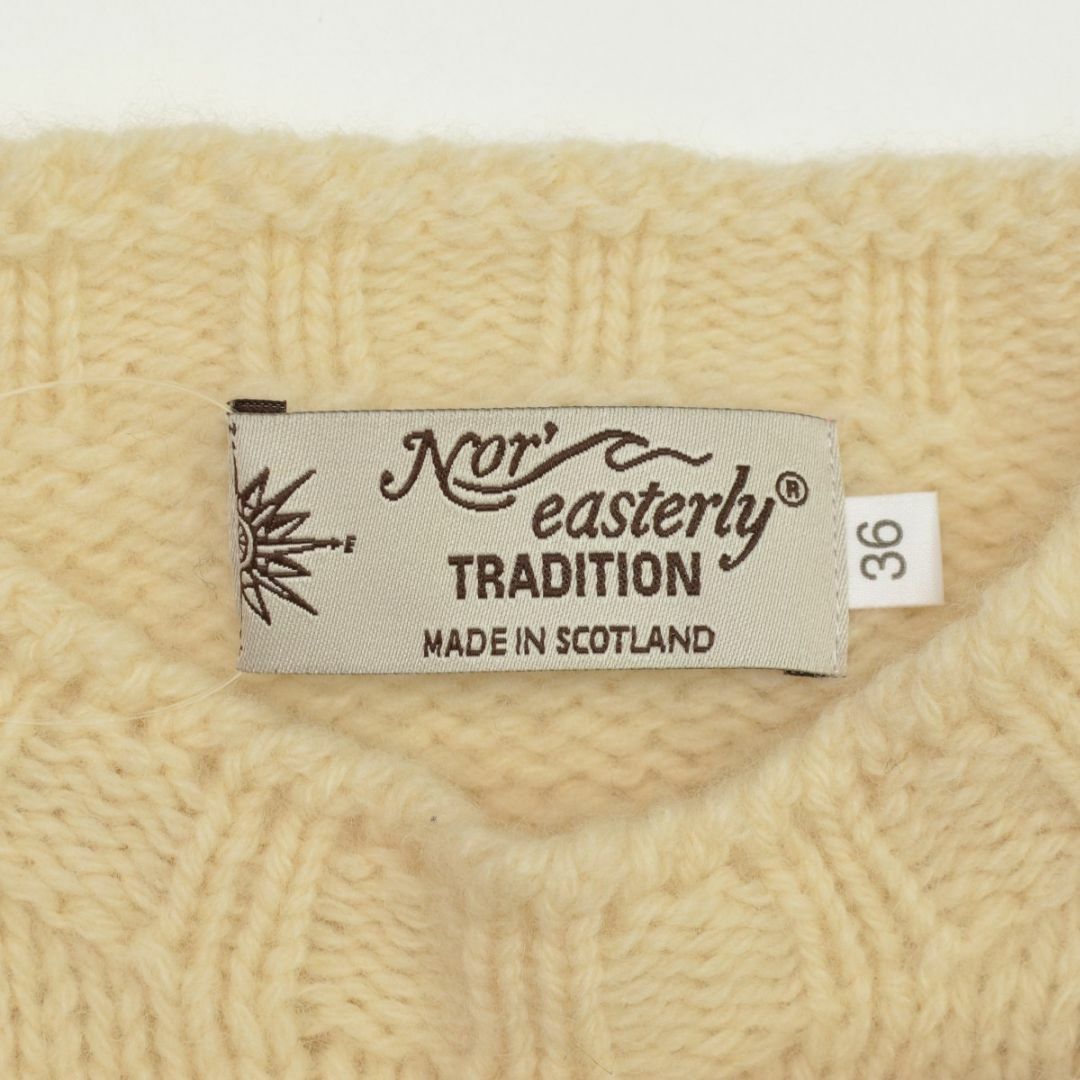 Nor'
easterly®
TRADITION
MADE IN SCOTLAND
E
36